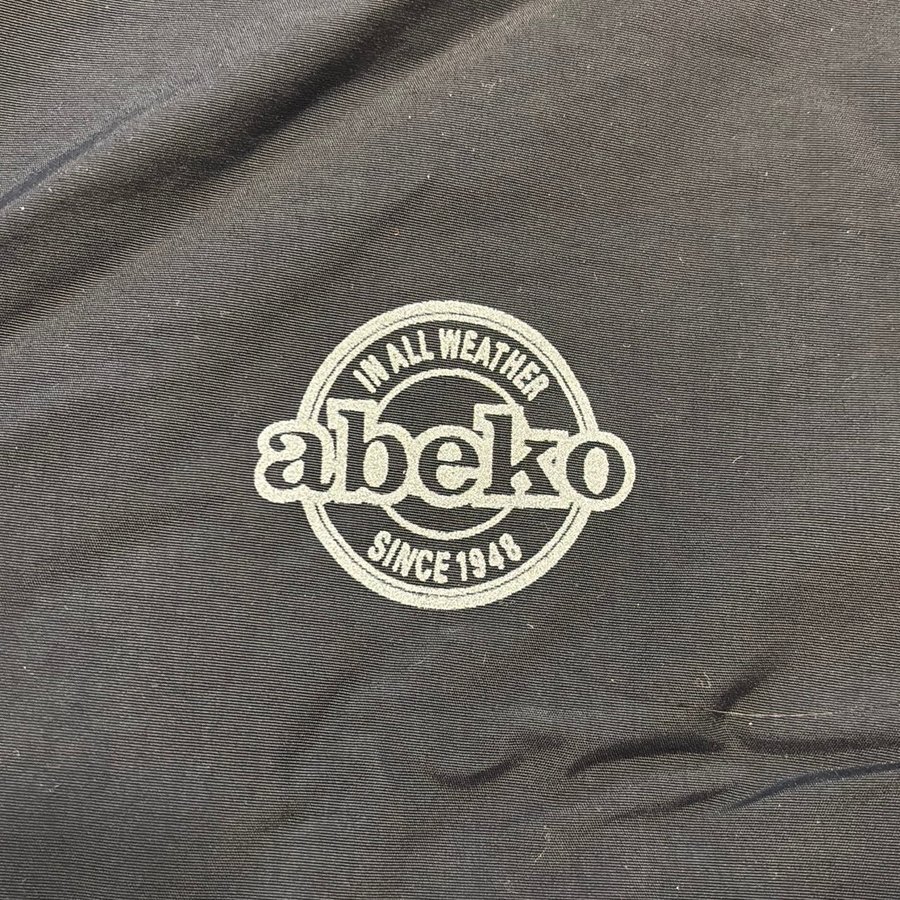 IN ALL WEATHER
abeko
SINCE 1948